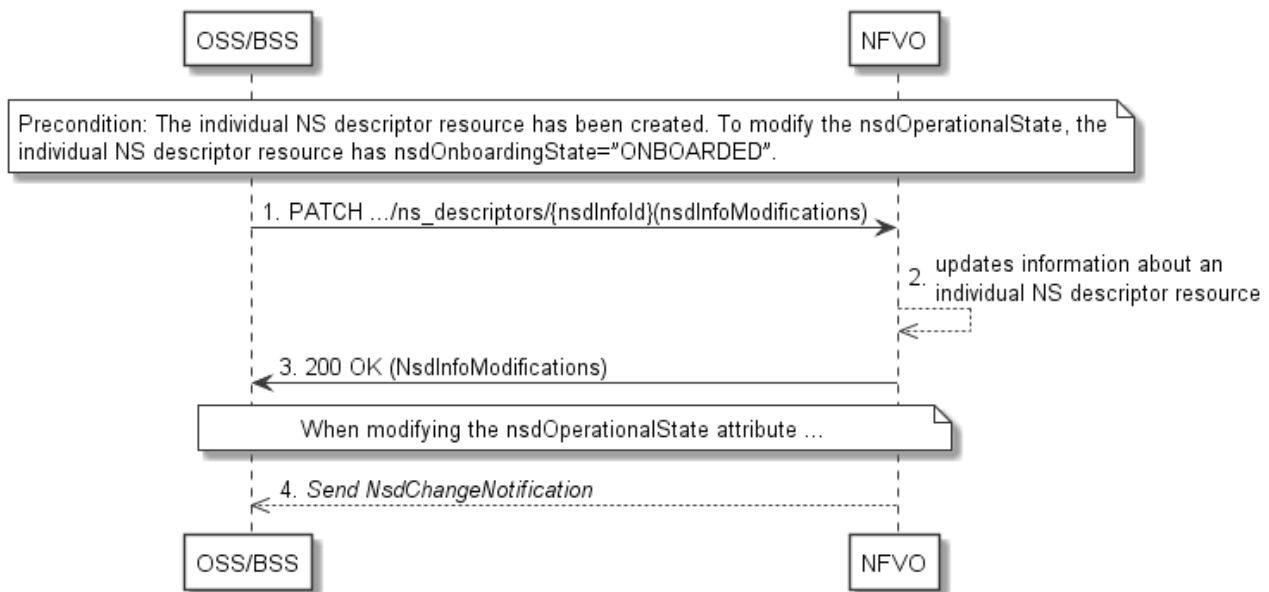 OSS/BSS
NFVO
Precondition: The individual NS descriptor resource has been created. To modify the nsdOperationalState, the
individual NS descriptor resource has nsdOnboardingState="ONBOARDED".
1. PATCH .../ns_descriptors/{nsdInfoId}(nsdInfoModifications)
2. updates information about an
individual NS descriptor resource
3. 200 OK (NsdInfoModifications)
When modifying the nsdOperationalState attribute ...
4. Send NsdChangeNotification
OSS/BSS
NFVO